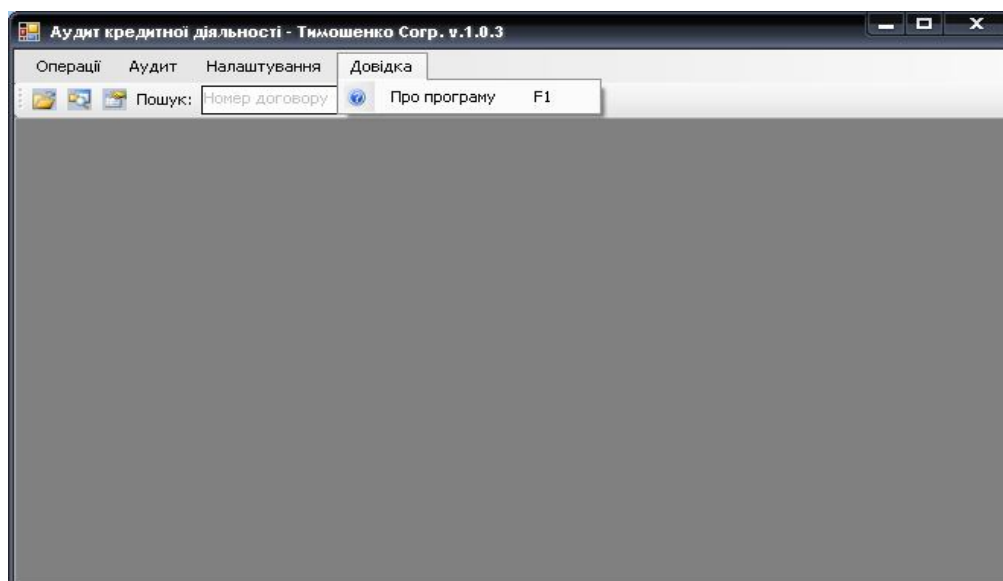 Аудит кредитної діяльності - Тимошенко Corp. v.1.0.3
Операції Аудит Налаштування Довідка
Пошук: Номер договору Про програму F1